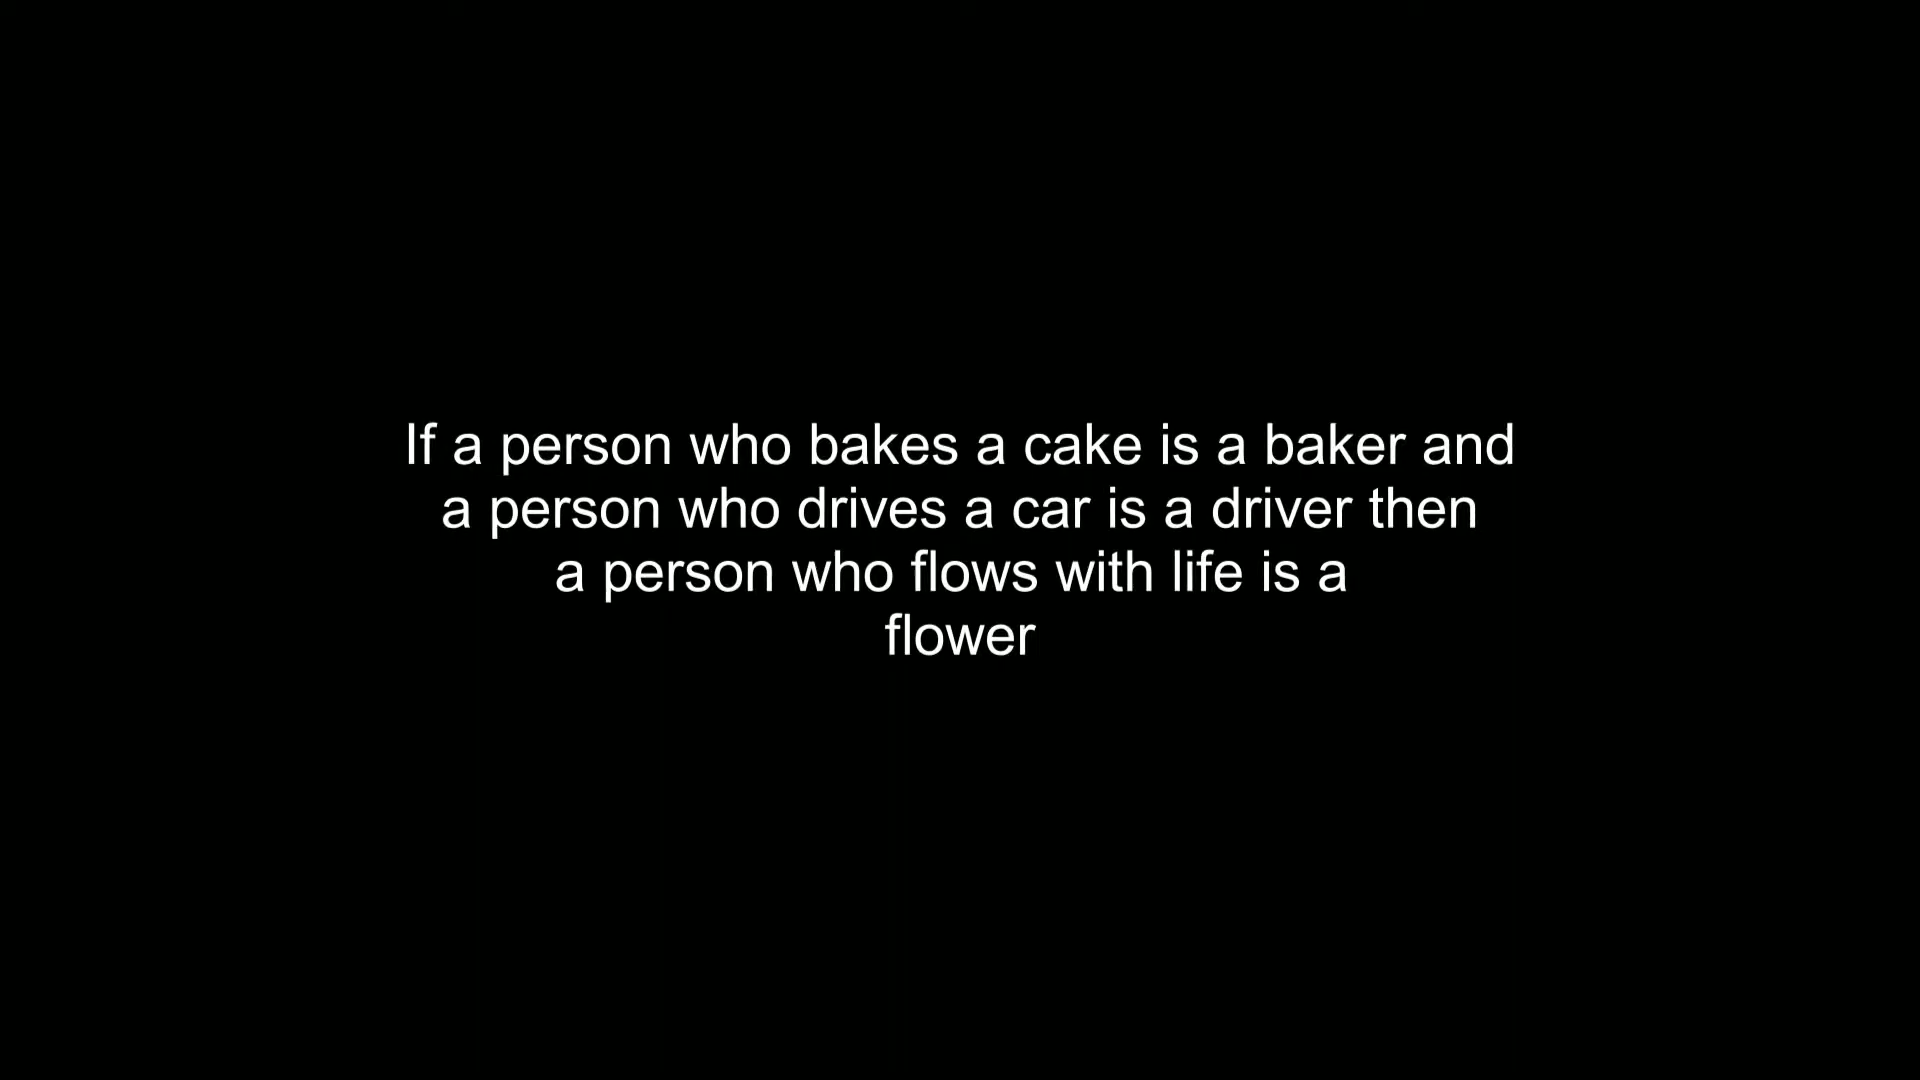 If a person who bakes a cake is a baker and
a person who drives a car is a driver then
a person who flows with life is a
flower